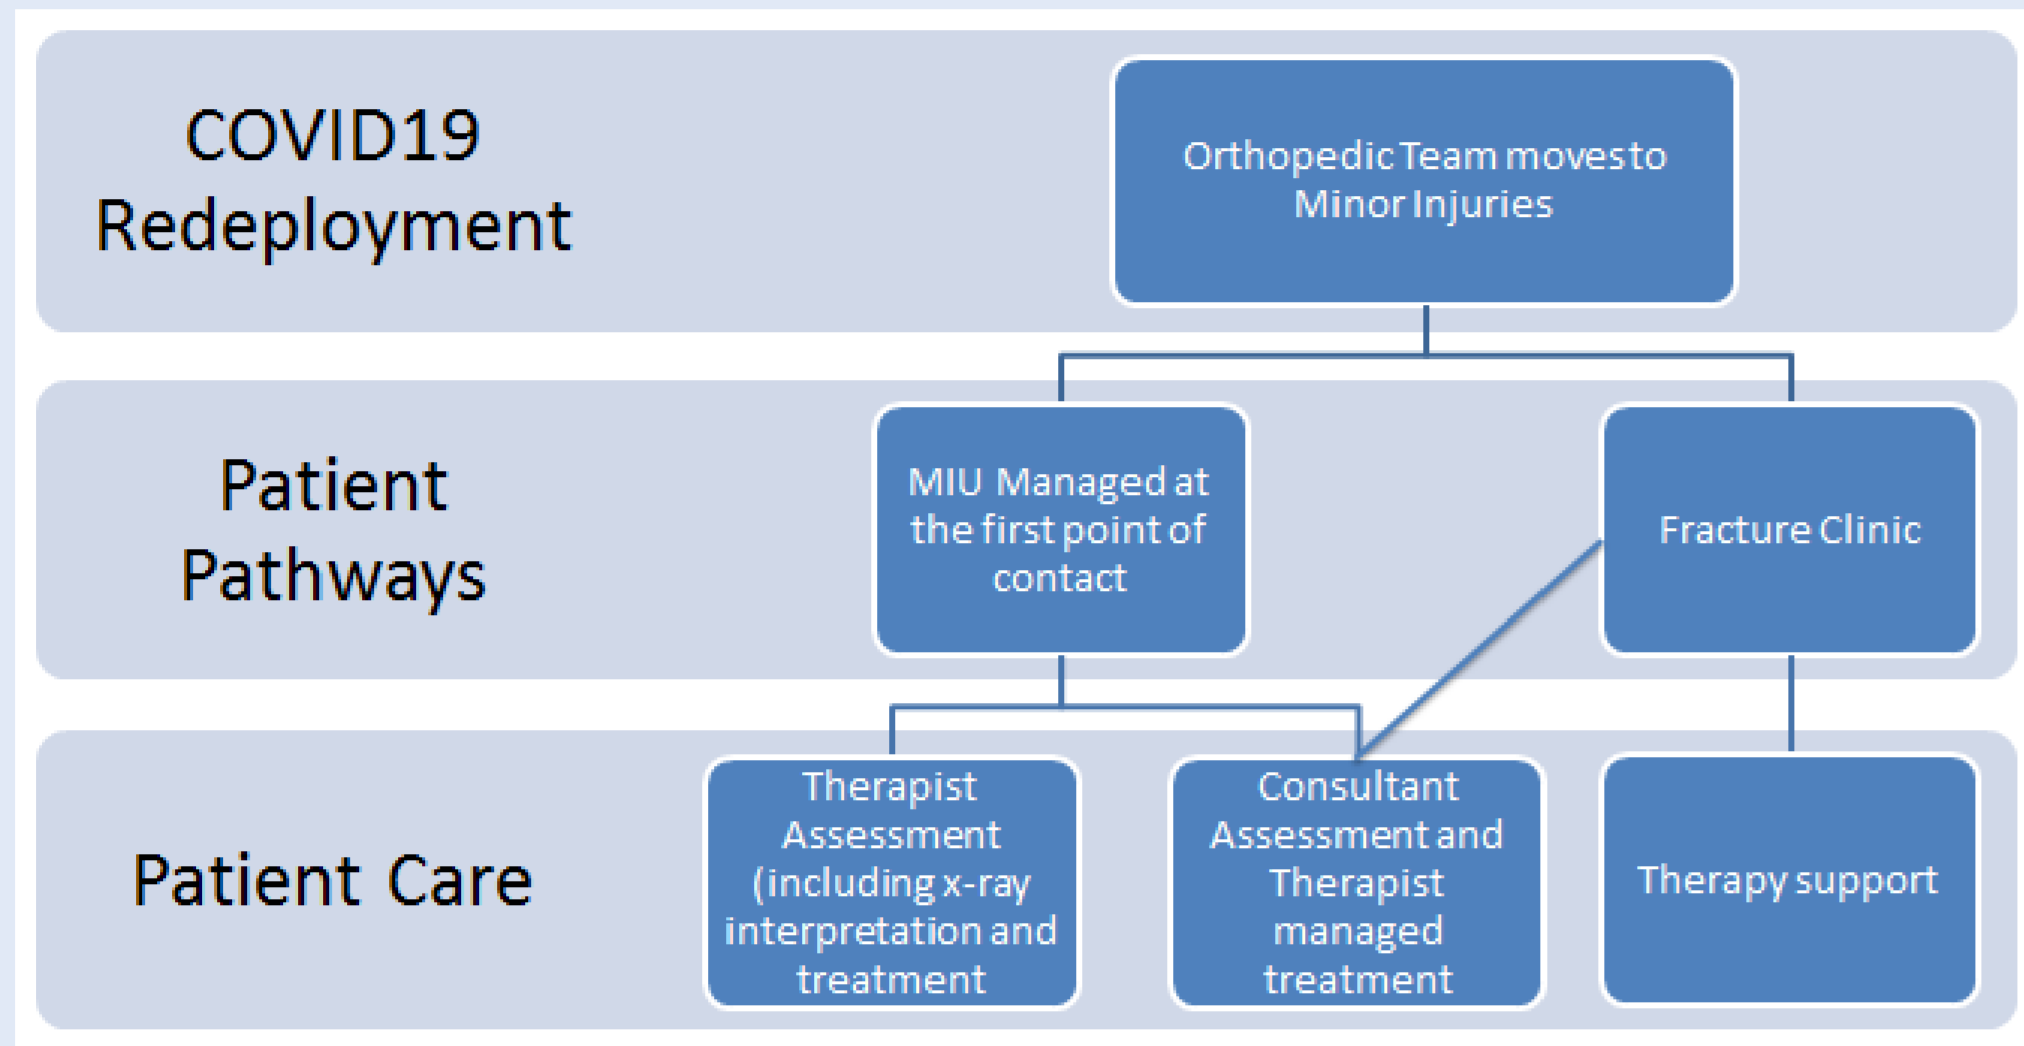 COVID19
Redeployment
Orthopedic Team moves to
Minor Injuries
Patient
Pathways
MIU Managed at
the first point of
contact
Fracture Clinic
Patient Care
Therapist
Assessment
(including x-ray
interpretation and
treatment
Consultant
Assessment and
Therapist
managed
treatment
Therapy support